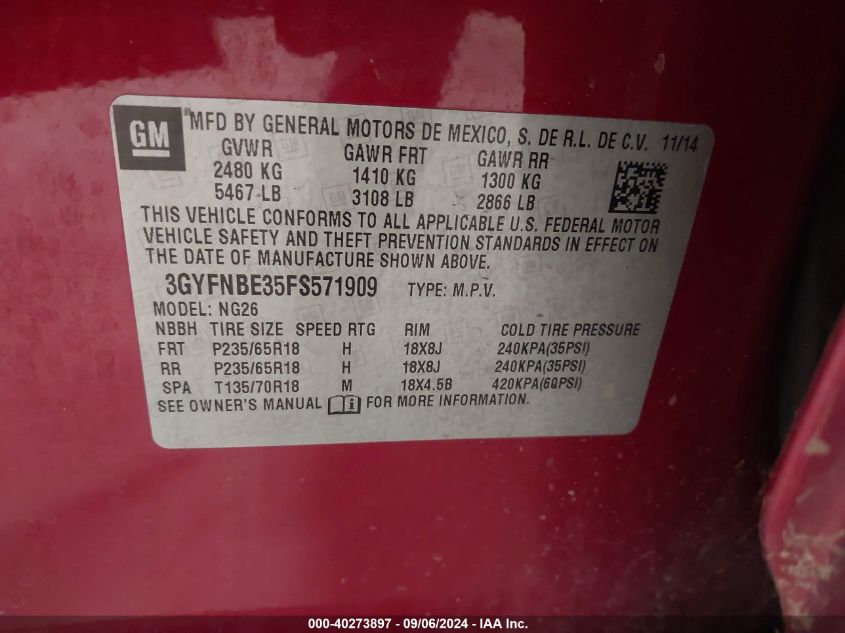 GM
® MFD BY GENERAL MOTORS DE MEXICO, S. DE R.L. DE C.V. 11/14
GVWR GAWR FRT GAWR RR
2480 KG 1410 KG 1300 KG
5467 LB 3108 LB 2866 LB
THIS VEHICLE CONFORMS TO ALL APPLICABLE U.S. FEDERAL MOTOR
VEHICLE SAFETY AND THEFT PREVENTION STANDARDS IN EFFECT ON
THE DATE OF MANUFACTURE SHOWN ABOVE.
3GYFNBE35FS571909 TYPE: M.P.V.
MODEL: NG26
NBBH TIRE SIZE SPEED RTG RIM COLD TIRE PRESSURE
FRT P235/65R18 H 18X8J 240KPA(35PSI)
RR P235/65R18 H 18X8J 240KPA(35PSI)
SPA T135/70R18 M 18X4.5B 420KPA(60PSI)
SEE OWNER'S MANUAL i FOR MORE INFORMATION.
000-40273897 - 09/06/2024 - IAA Inc.